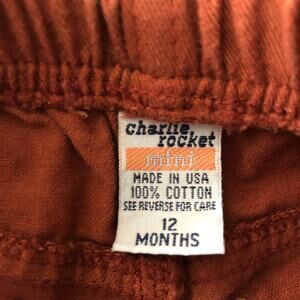 charlie
rocket
mini
MADE IN USA
100% COTTON
SEE REVERSE FOR CARE
12
MONTHS